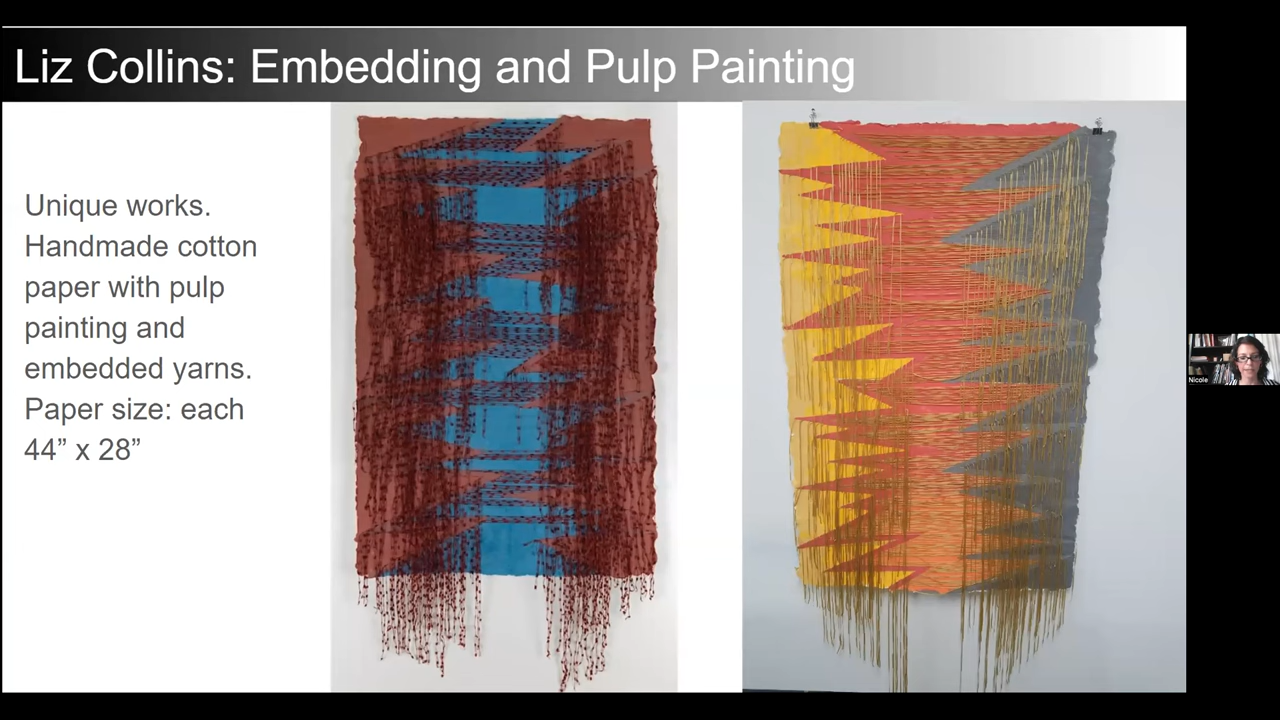 Liz Collins: Embedding and Pulp Painting
Unique works.
Handmade cotton
paper with pulp
painting and
embedded yarns.
Paper size: each
44” x 28”
Nicole